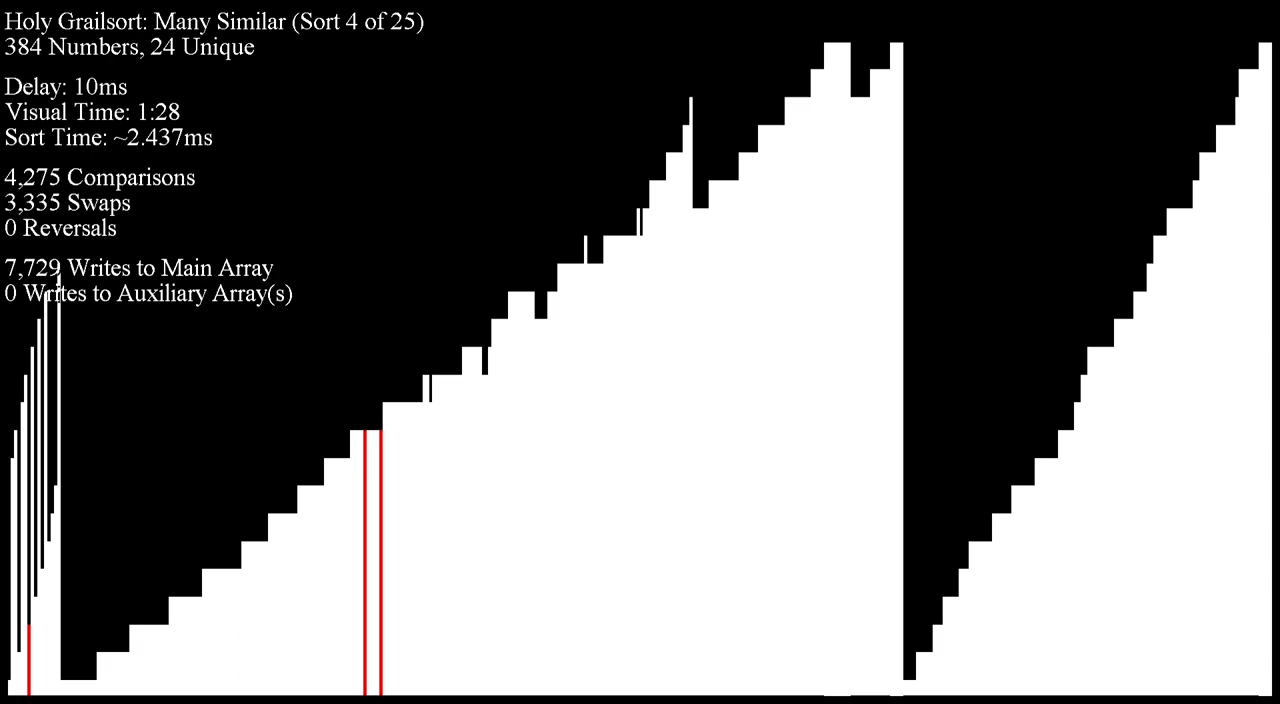 Holy Grailsort: Many Similar (Sort 4 of 25)
384 Numbers, 24 Unique
Delay: 10ms
Visual Time: 1:28
Sort Time: ~2.437ms
4,275 Comparisons
3,335 Swaps
0 Reversals
7,729 Writes to Main Array
0 Writes to Auxiliary Array(s)